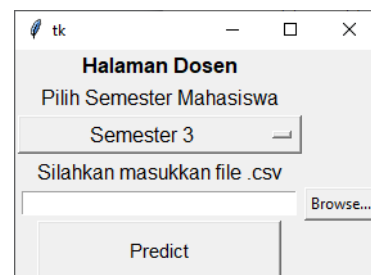 tk
Halaman Dosen
Pilih Semester Mahasiswa
Semester 3
Silahkan masukkan file .csv
Browse...
Predict